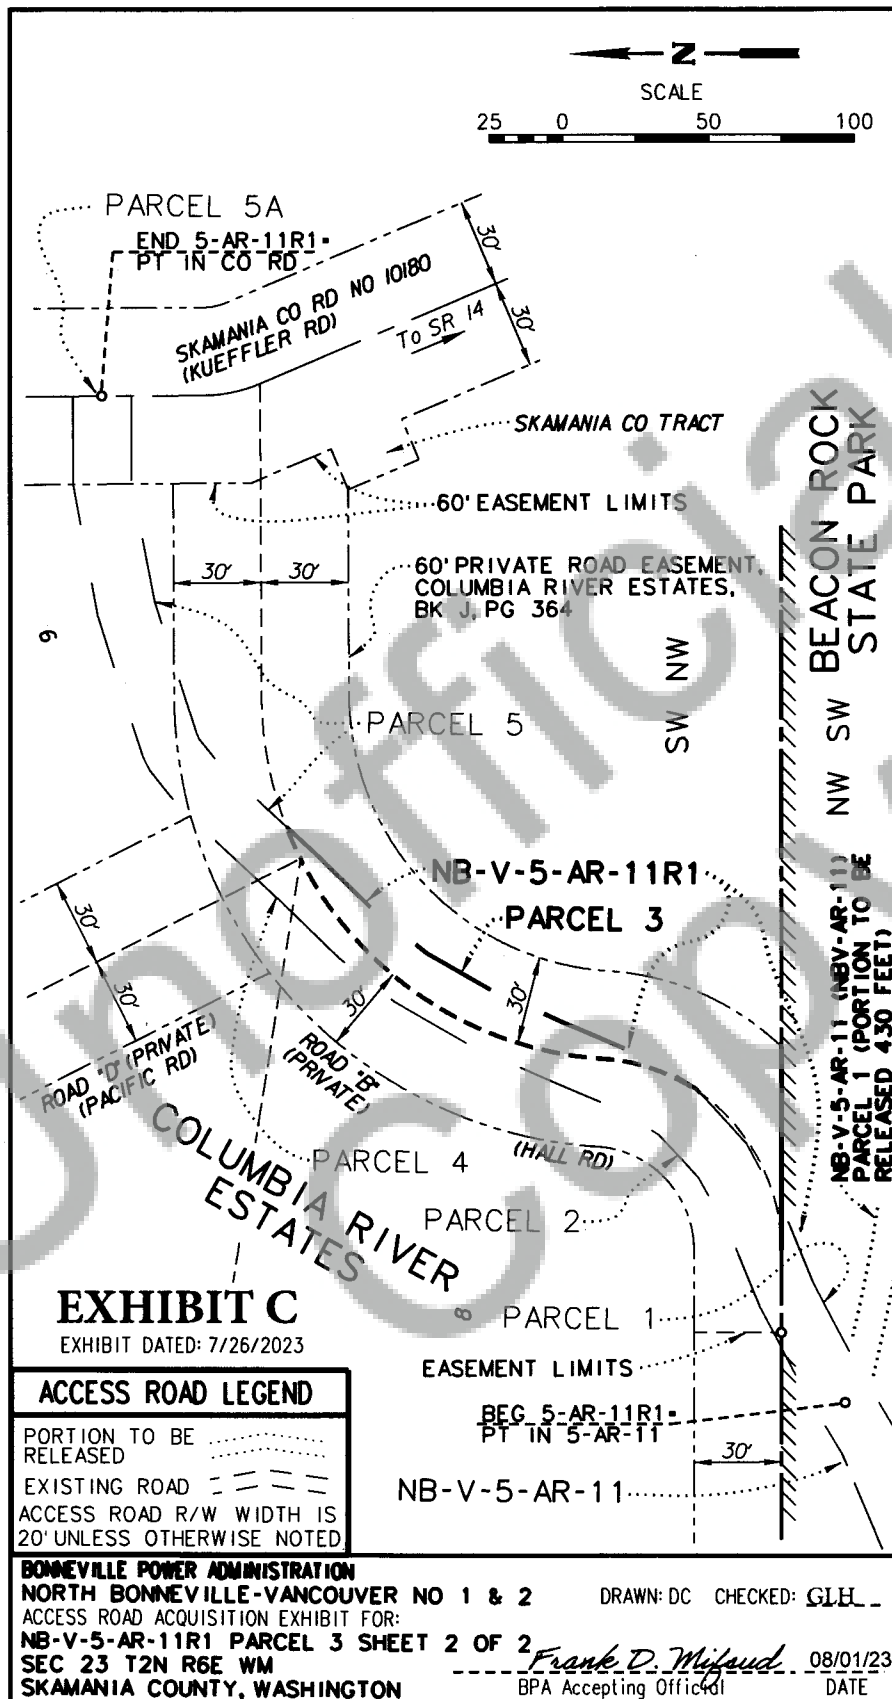 N
SCALE
25 0 50 100
PARCEL 5A
END 5-AR-11R1=
PT IN CO RD
SKAMANIA CO RD NO 10180
(KUEFFLER RD)
To SR 14
30'
30'
SKAMANIA CO TRACT
60' EASEMENT LIMITS
30' 30'
60' PRIVATE ROAD EASEMENT,
COLUMBIA RIVER ESTATES,
BK J, PG 364
6
SW NW
NW SW
BEACON ROCK
STATE PARK
PARCEL 5
NB-V-5-AR-11R1
PARCEL 3
NB-V-5-AR-11 (NBV-AR-11)
PARCEL 1 (PORTION TO BE
RELEASED 430 FEET)
30'
30'
30'
30'
ROAD "D" (PRIVATE)
(PACIFIC RD)
ROAD "B"
(PRIVATE)
(HALL RD)
COLUMBIA RIVER
ESTATES
PARCEL 4
PARCEL 2
8
PARCEL 1
EASEMENT LIMITS
BEG 5-AR-11R1=
PT IN 5-AR-11
30'
NB-V-5-AR-11
EXHIBIT C
EXHIBIT DATED: 7/26/2023
ACCESS ROAD LEGEND
PORTION TO BE
RELEASED
EXISTING ROAD
ACCESS ROAD R/W WIDTH IS
20' UNLESS OTHERWISE NOTED
BONNEVILLE POWER ADMINISTRATION
NORTH BONNEVILLE-VANCOUVER NO 1 & 2
DRAWN: DC CHECKED: GLH
ACCESS ROAD ACQUISITION EXHIBIT FOR:
NB-V-5-AR-11R1 PARCEL 3 SHEET 2 OF 2
SEC 23 T2N R6E WM
SKAMANIA COUNTY, WASHINGTON
Frank D. Mifsud 08/01/23
BPA Accepting Official DATE
Unofficial
Copy